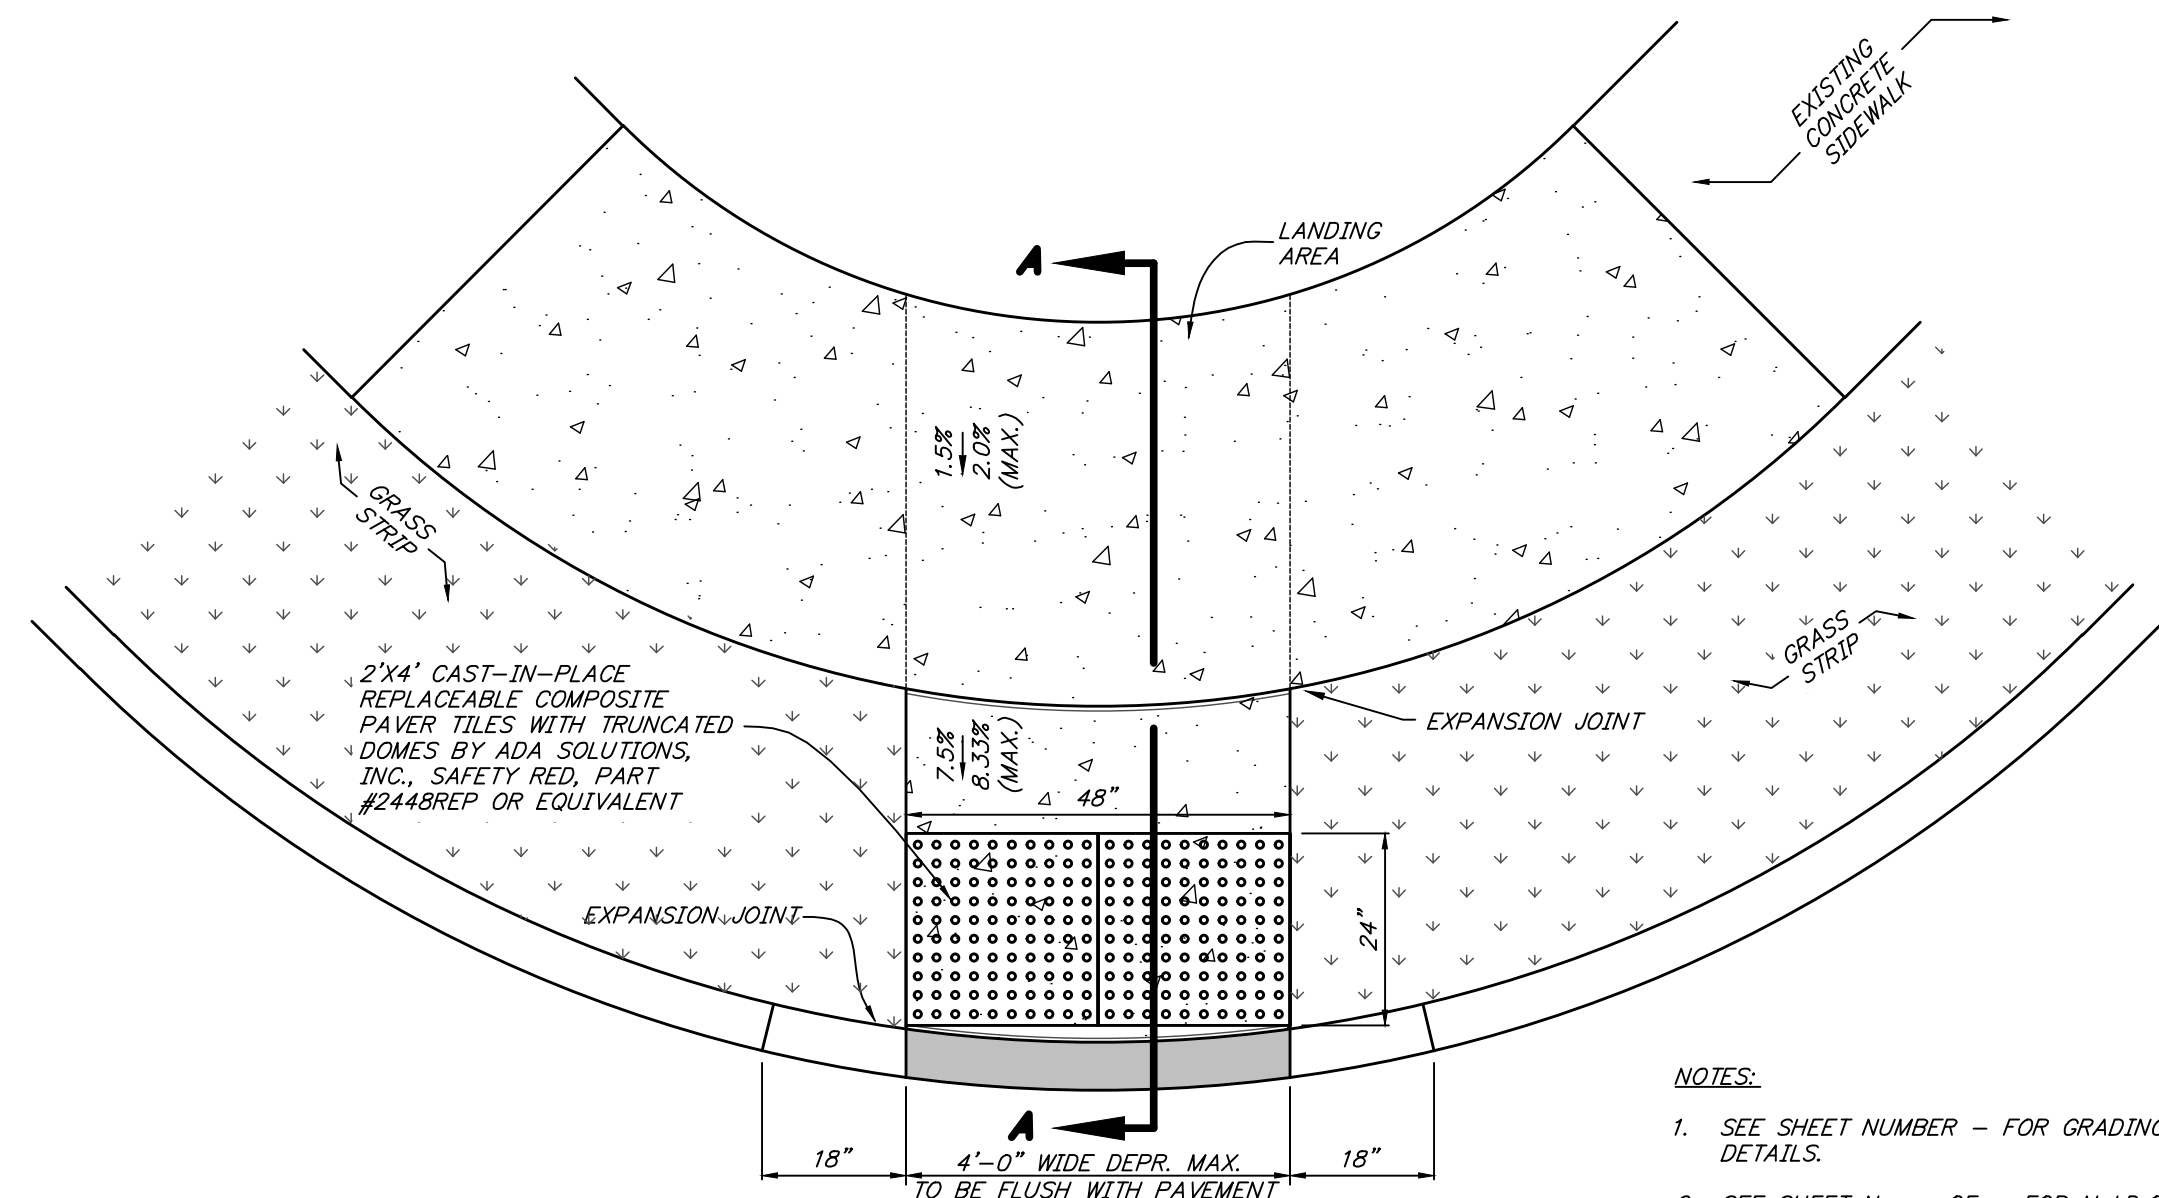 EXISTING
CONCRETE
SIDEWALK
LANDING
AREA
A
1.5%
2.0%
(MAX.)
GRASS
STRIP
GRASS
STRIP
2'X4' CAST-IN-PLACE
REPLACEABLE COMPOSITE
PAVER TILES WITH TRUNCATED
DOMES BY ADA SOLUTIONS,
INC., SAFETY RED, PART
#2448REP OR EQUIVALENT
EXPANSION JOINT
7.5%
8.33%
(MAX.)
48"
24"
EXPANSION JOINT
A
18"
4'-0" WIDE DEPR. MAX.
TO BE FLUSH WITH PAVEMENT
18"
NOTES:
1. SEE SHEET NUMBER - FOR GRADING
DETAILS.